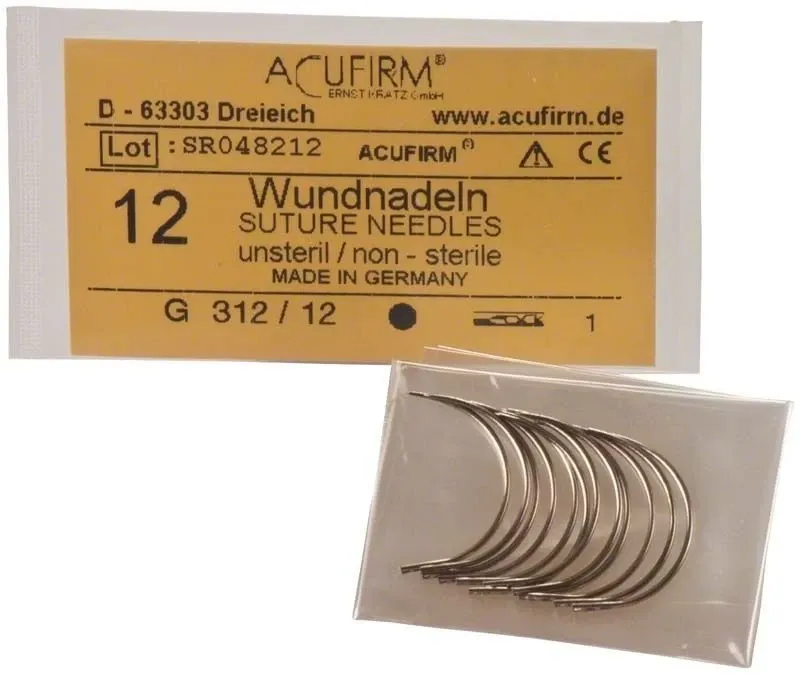 ACUFIRM®
ERNST KRATZ GmbH
D - 63303 Dreieich www.acufirm.de
Lot : SR048212 ACUFIRM® CE
12 Wundnadeln
SUTURE NEEDLES
unsteril / non - sterile
MADE IN GERMANY
G 312 / 12 1